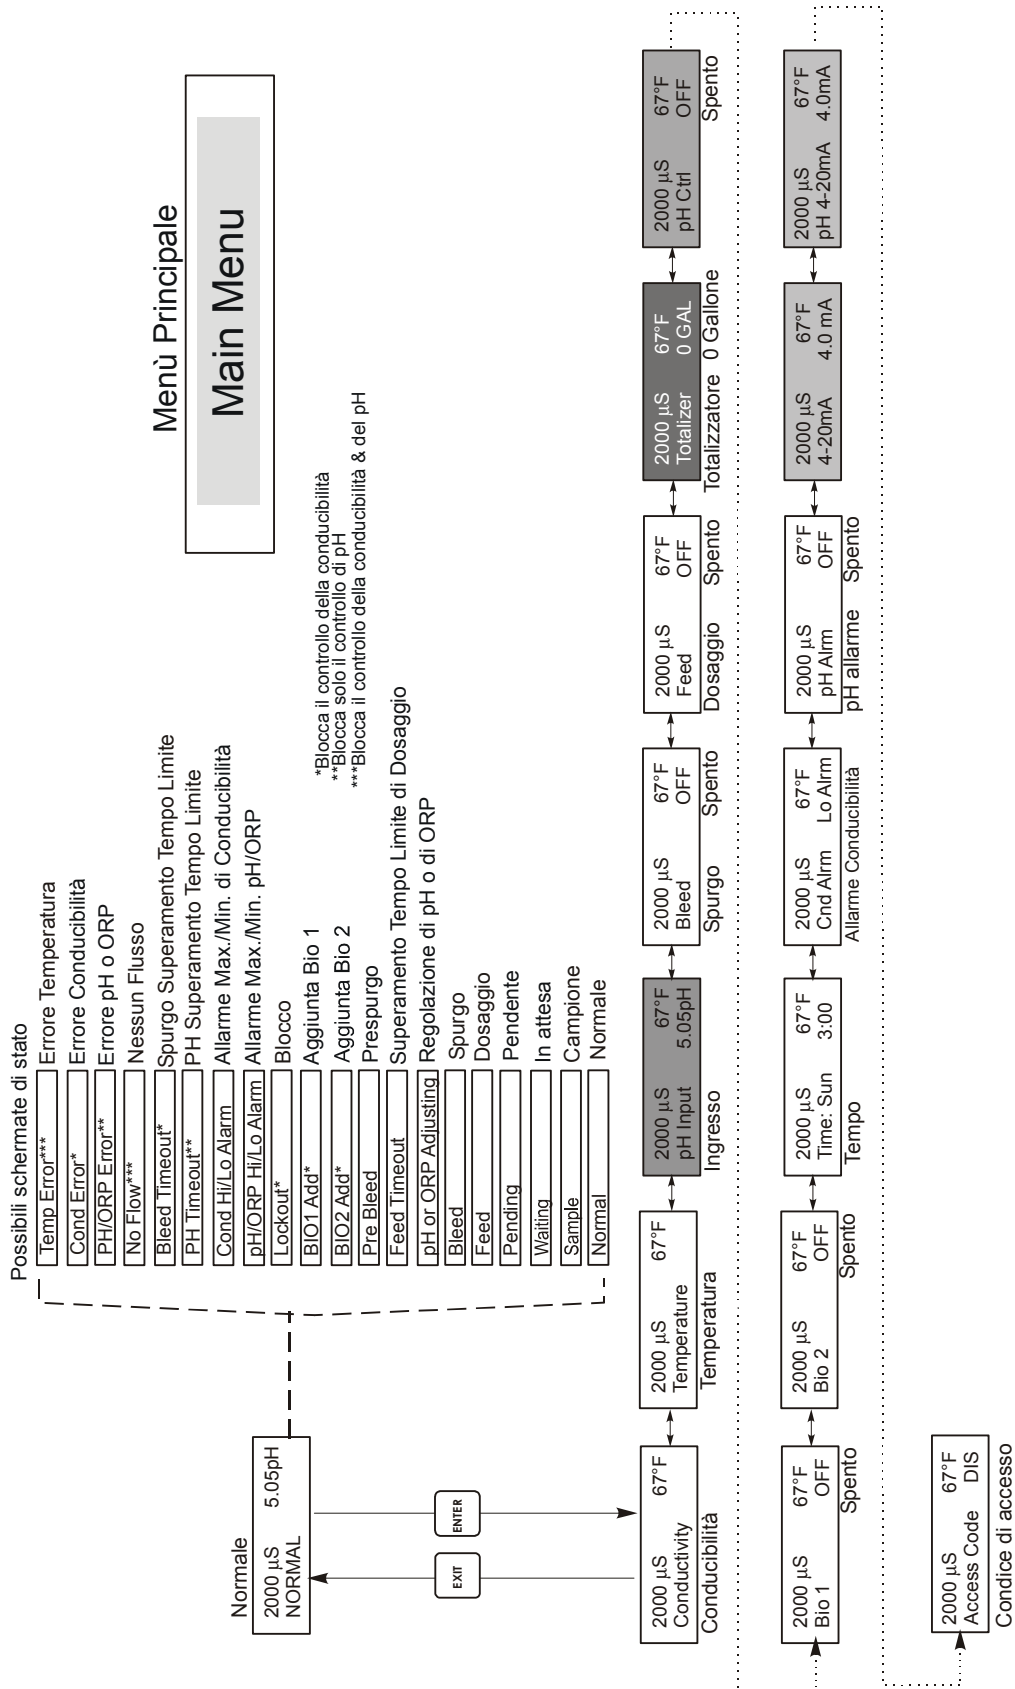 Menù Principale
Main Menu
Possibili schermate di stato
Temp Error*** Errore Temperatura
Cond Error* Errore Conducibilità
PH/ORP Error** Errore pH o ORP
No Flow*** Nessun Flusso
Bleed Timeout* Spurgo Superamento Tempo Limite
PH Timeout** PH Superamento Tempo Limite
Cond Hi/Lo Alarm Allarme Max./Min. di Conducibilità
pH/ORP Hi/Lo Alarm Allarme Max./Min. pH/ORP
Lockout* Blocco
BIO1 Add* Aggiunta Bio 1
BIO2 Add* Aggiunta Bio 2
Pre Bleed Prespurgo
Feed Timeout Superamento Tempo Limite di Dosaggio
pH or ORP Adjusting Regolazione di pH o di ORP
Bleed Spurgo
Feed Dosaggio
Pending Pendente
Waiting In attesa
Sample Campione
Normal Normale
*Blocca il controllo della conducibilità
**Blocca solo il controllo di pH
***Blocca il controllo della conducibilità & del pH
Normale
2000 µS 5.05pH
NORMAL
EXIT
ENTER
2000 µS 67°F
Conductivity
Conducibilità
2000 µS 67°F
Temperature
Temperatura
2000 µS 67°F
pH Input 5.05pH
Ingresso
2000 µS 67°F
Bleed OFF
Spurgo Spento
2000 µS 67°F
Feed OFF
Dosaggio Spento
2000 µS 67°F
Totalizer 0 GAL
Totalizzatore 0 Gallone
2000 µS 67°F
pH Ctrl OFF
Spento
2000 µS 67°F
Bio 1 OFF
Spento
2000 µS 67°F
Bio 2 OFF
Spento
2000 µS 67°F
Time: Sun 3:00
Tempo
2000 µS 67°F
Cnd Alrm Lo Alrm
Allarme Conducibilità
2000 µS 67°F
pH Alrm OFF
pH allarme Spento
2000 µS 67°F
4-20mA 4.0 mA
2000 µS 67°F
pH 4-20mA 4.0mA
2000 µS 67°F
Access Code DIS
Condice di accesso